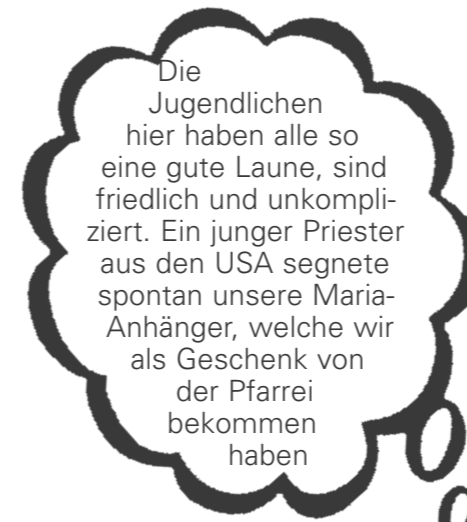 Die
Jugendlichen
hier haben alle so
eine gute Laune, sind
friedlich und unkompli-
ziert. Ein junger Priester
aus den USA segnete
spontan unsere Maria-
Anhänger, welche wir
als Geschenk von
der Pfarrei
bekommen
haben